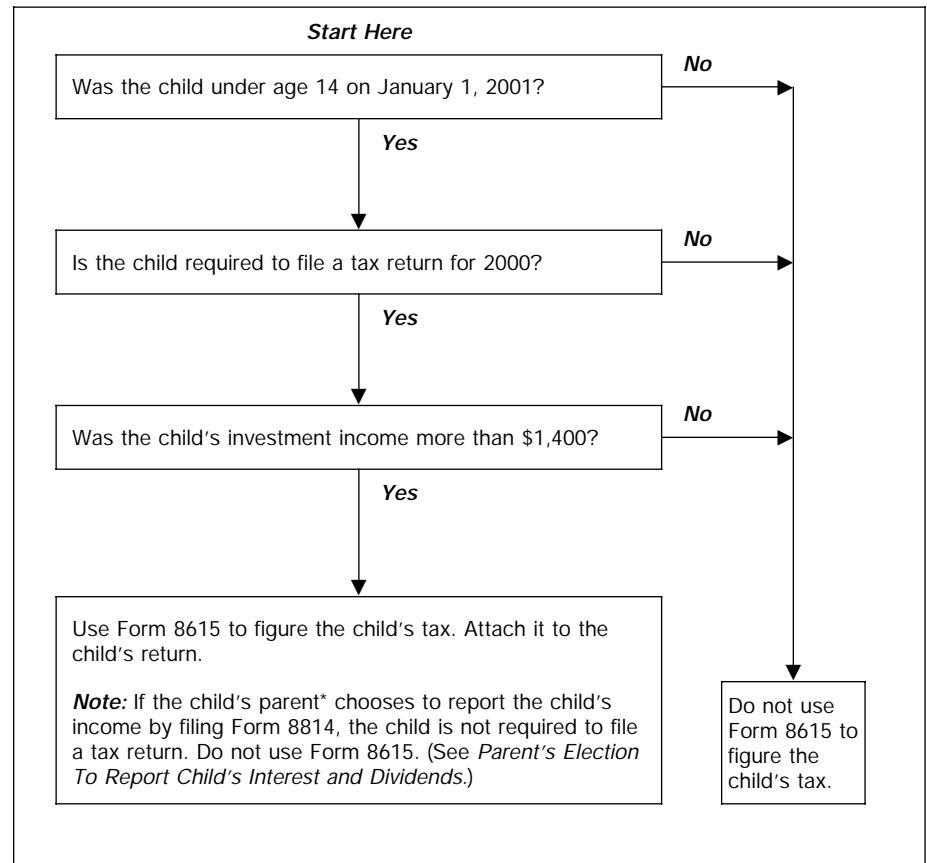 Start Here
Was the child under age 14 on January 1, 2001?
No
Yes
Is the child required to file a tax return for 2000?
No
Yes
Was the child's investment income more than $1,400?
No
Yes
Use Form 8615 to figure the child's tax. Attach it to the
child's return.
Note: If the child's parent* chooses to report the child's
income by filing Form 8814, the child is not required to file
a tax return. Do not use Form 8615. (See Parent's Election
To Report Child's Interest and Dividends.)
Do not use
Form 8615 to
figure the
child's tax.